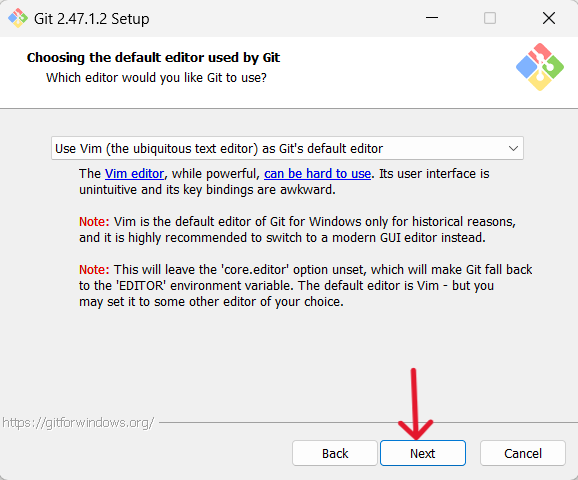 Git 2.47.1.2 Setup
Choosing the default editor used by Git
Which editor would you like Git to use?
Use Vim (the ubiquitous text editor) as Git's default editor
The Vim editor, while powerful, can be hard to use. Its user interface is
unintuitive and its key bindings are awkward.
Note: Vim is the default editor of Git for Windows only for historical reasons,
and it is highly recommended to switch to a modern GUI editor instead.
Note: This will leave the 'core.editor' option unset, which will make Git fall back
to the 'EDITOR' environment variable. The default editor is Vim - but you
may set it to some other editor of your choice.
https://gitforwindows.org/
Back Next Cancel